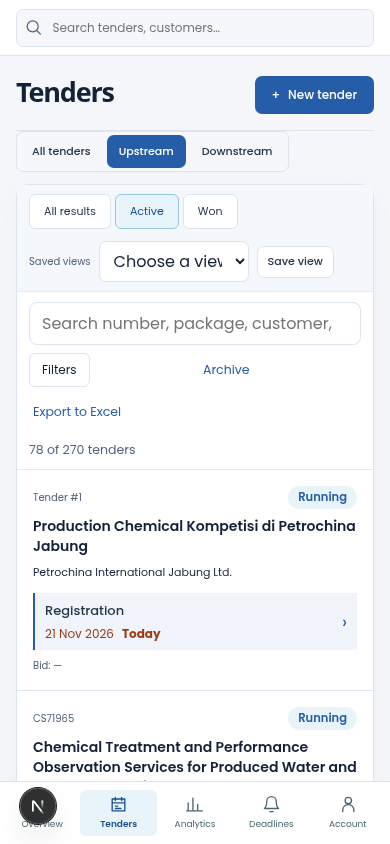 Search tenders, customers…
Tenders
+ New tender
All tenders Upstream Downstream
All results Active Won
Saved views Choose a view Save view
Search number, package, customer,
Filters Archive
Export to Excel
78 of 270 tenders
Tender #1 Running
Production Chemical Kompetisi di Petrochina
Jabung
Petrochina International Jabung Ltd.
Registration
21 Nov 2026 Today ›
Bid: —
CS71965 Running
Chemical Treatment and Performance
Observation Services for Produced Water and
N
Overview Tenders Analytics Deadlines Account